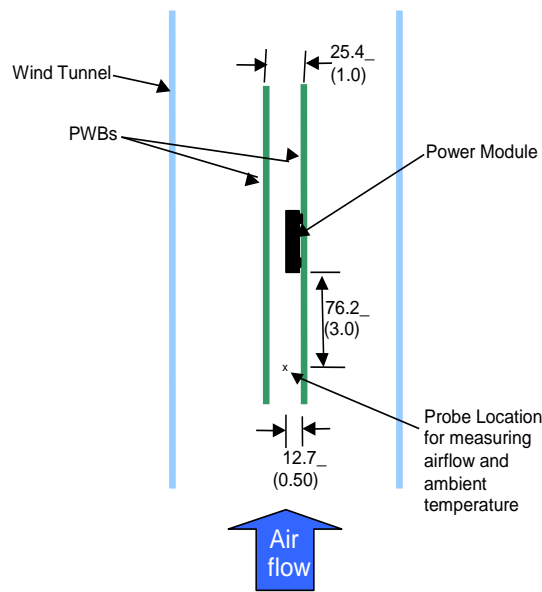 25.4_
(1.0)
Wind Tunnel
PWBs
Power Module
76.2_
(3.0)
x
Probe Location
for measuring
airflow and
ambient
temperature
12.7_
(0.50)
Air
flow